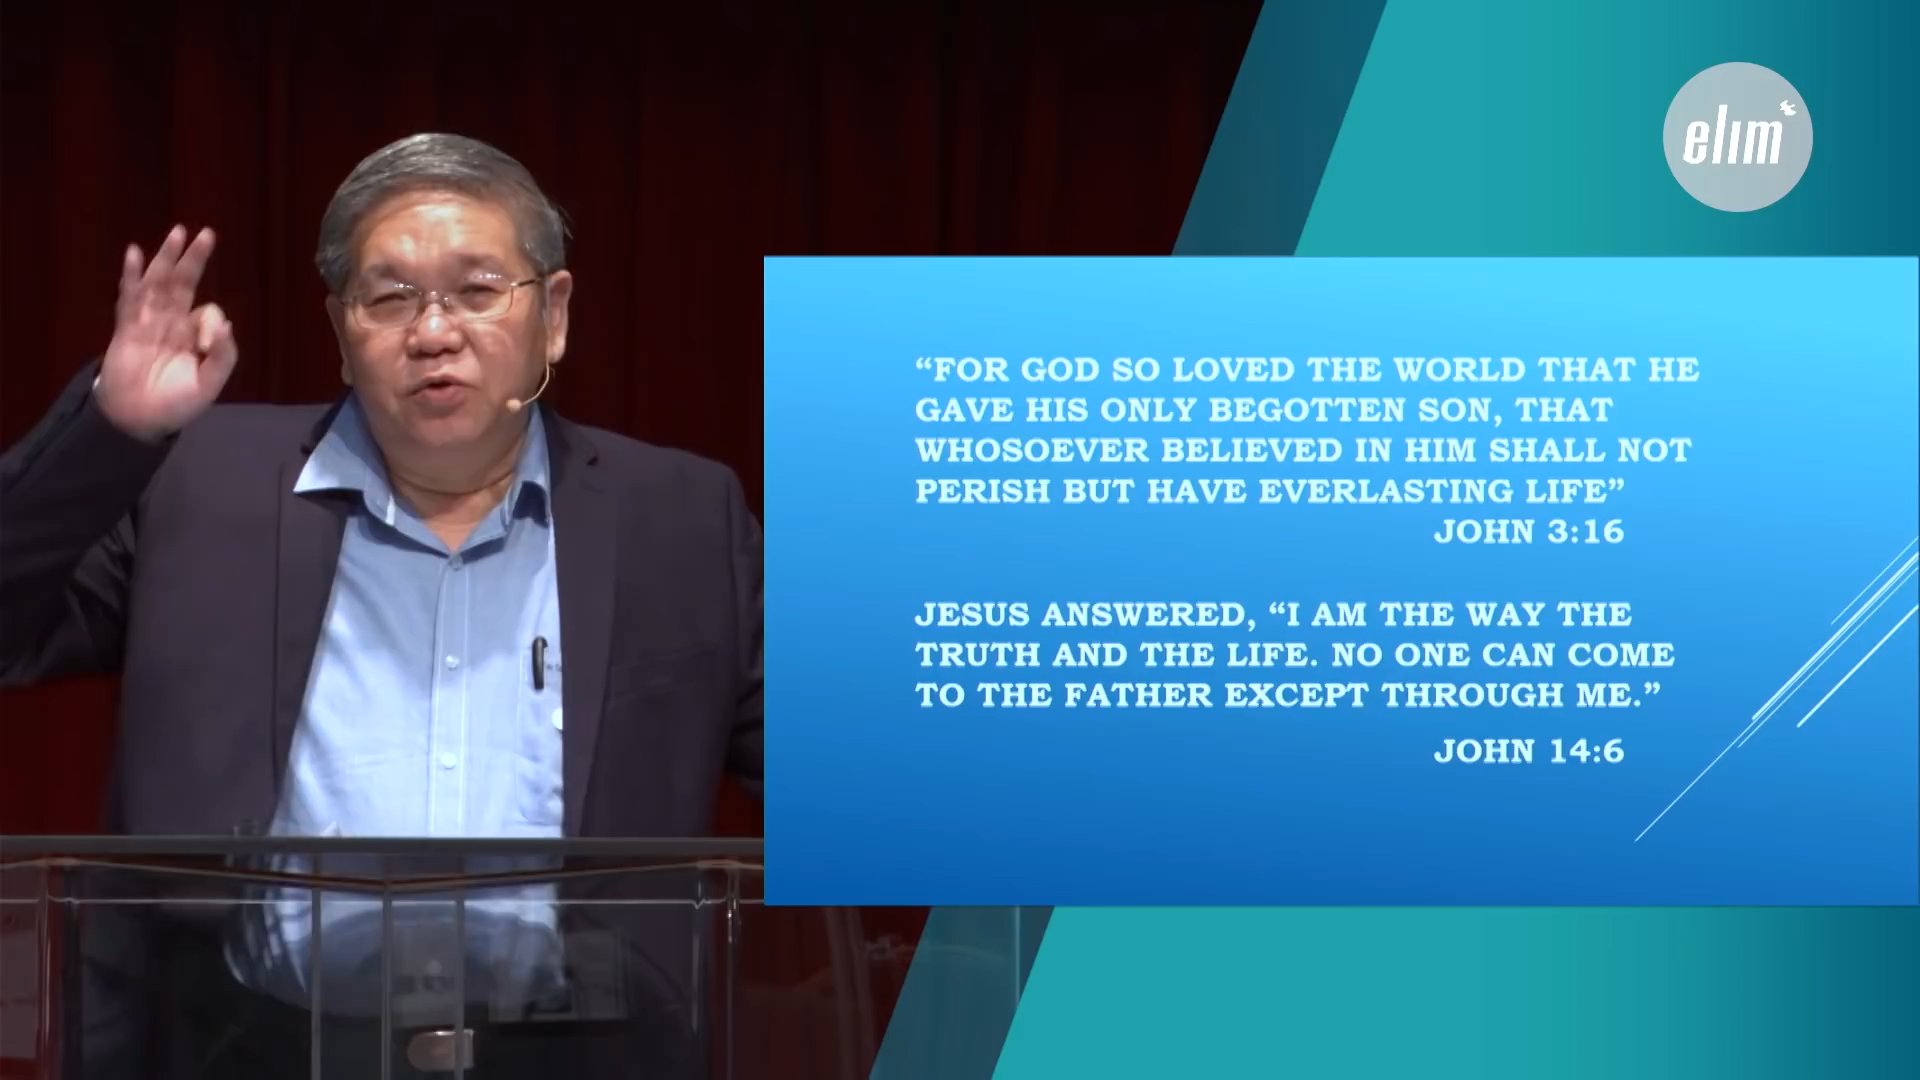 elim
“FOR GOD SO LOVED THE WORLD THAT HE
GAVE HIS ONLY BEGOTTEN SON, THAT
WHOSOEVER BELIEVED IN HIM SHALL NOT
PERISH BUT HAVE EVERLASTING LIFE”
JOHN 3:16
JESUS ANSWERED, “I AM THE WAY THE
TRUTH AND THE LIFE. NO ONE CAN COME
TO THE FATHER EXCEPT THROUGH ME.”
JOHN 14:6